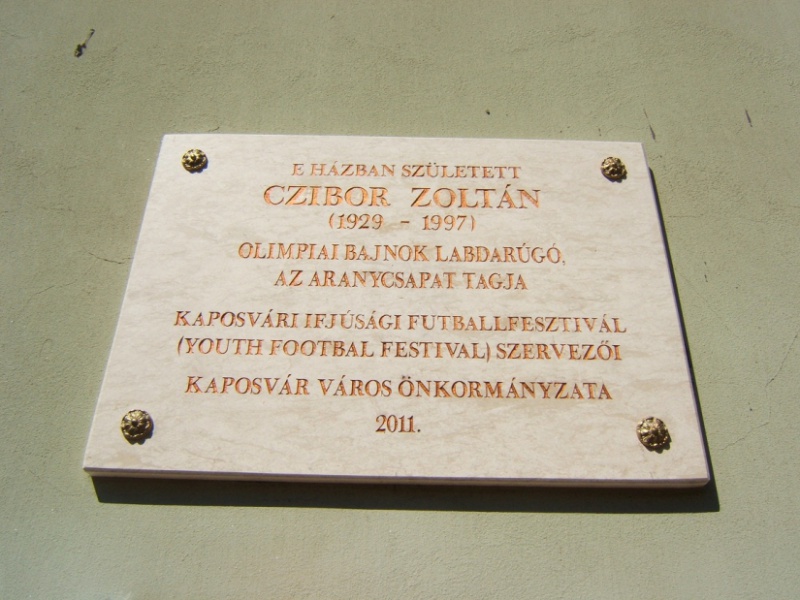 E HÁZBAN SZÜLETETT
CZIBOR ZOLTÁN
(1929 - 1997)
OLIMPIAI BAJNOK LABDARÚGÓ,
AZ ARANYCSAPAT TAGJA
KAPOSVÁRI IFJÚSÁGI FUTBALLFESZTIVÁL
(YOUTH FOOTBAL FESTIVAL) SZERVEZŐI
KAPOSVÁR VÁROS ÖNKORMÁNYZATA
2011.